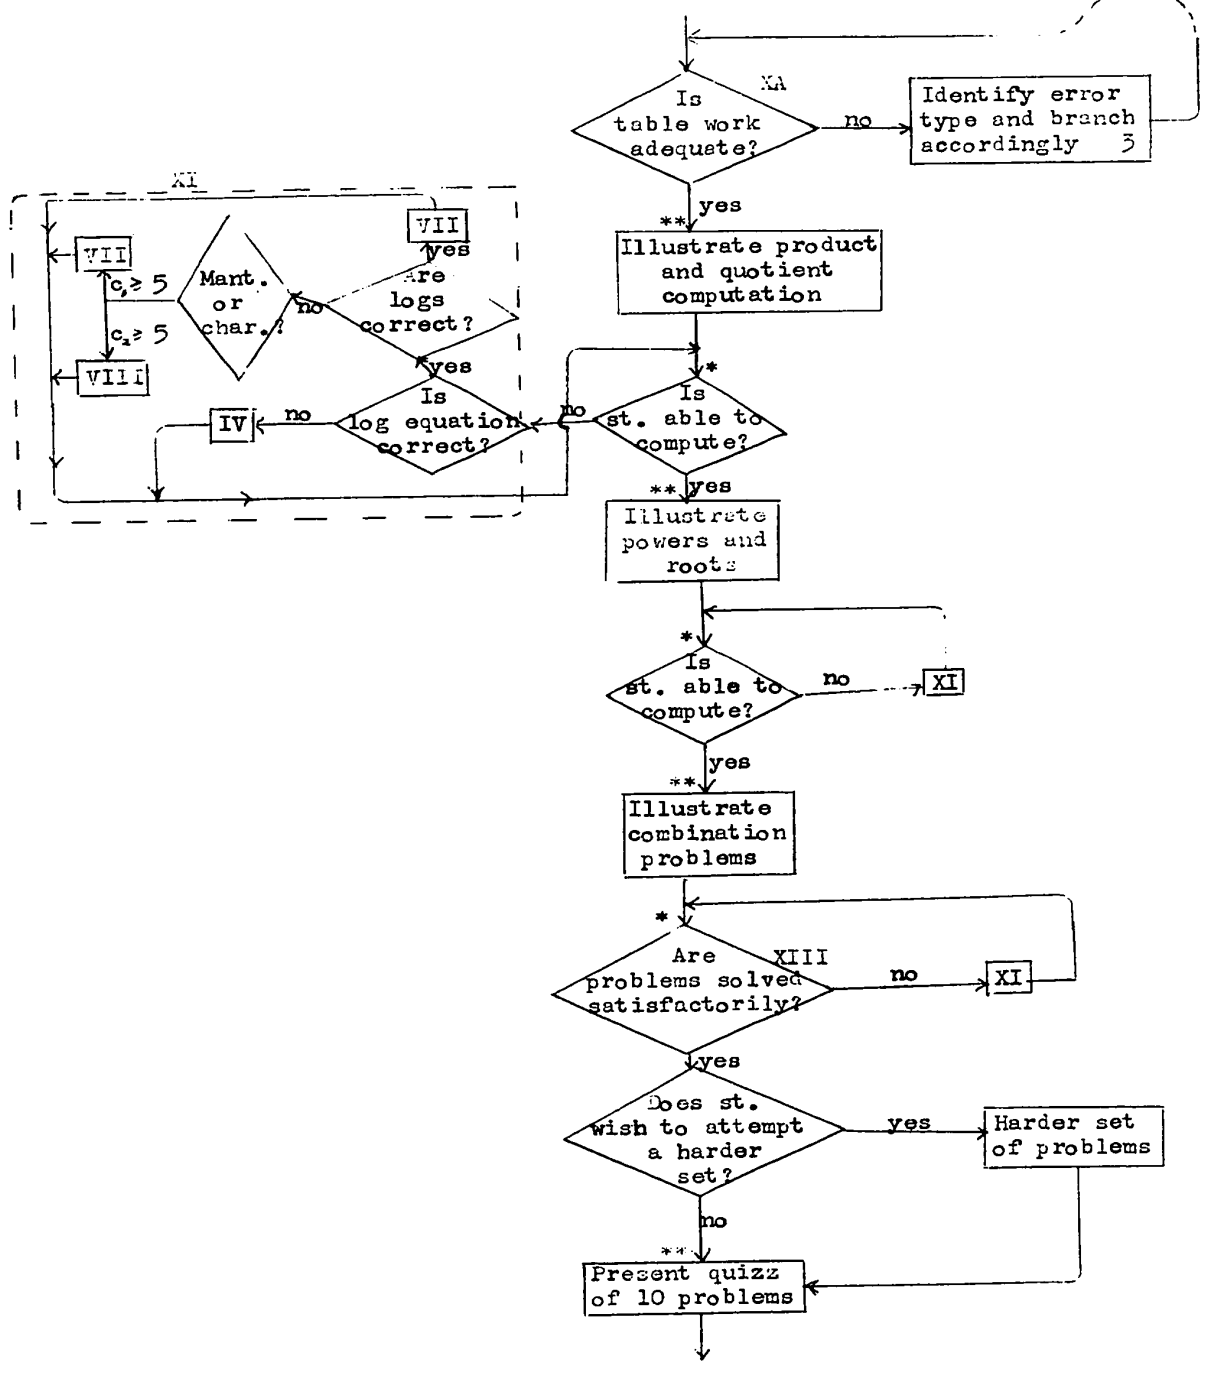 XA
Is
table work
adequate?
no
Identify error
type and branch
accordingly 3
yes
**
Illustrate product
and quotient
computation
XI
VII
yes
VII
c₁ ≥ 5
Mant.
or
char.?
no
Are
logs
correct?
c₂ ≥ 5
VIII
yes
Is
log equation
correct?
no
IV
no
*
Is
st. able to
compute?
** yes
Illustrate
powers and
roots
*
Is
st. able to
compute?
no
XI
yes
**
Illustrate
combination
problems
*
Are
problems solved
satisfactorily?
XIII
no
XI
yes
Does st.
wish to attempt
a harder
set?
yes
Harder set
of problems
no
**
Present quizz
of 10 problems